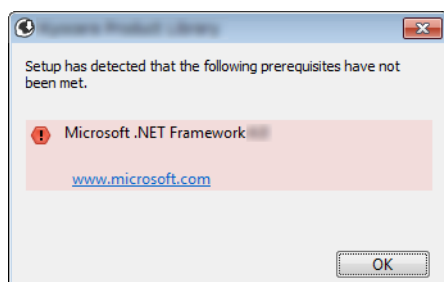 Setup has detected that the following prerequisites have not
been met.
Microsoft .NET Framework
www.microsoft.com
OK